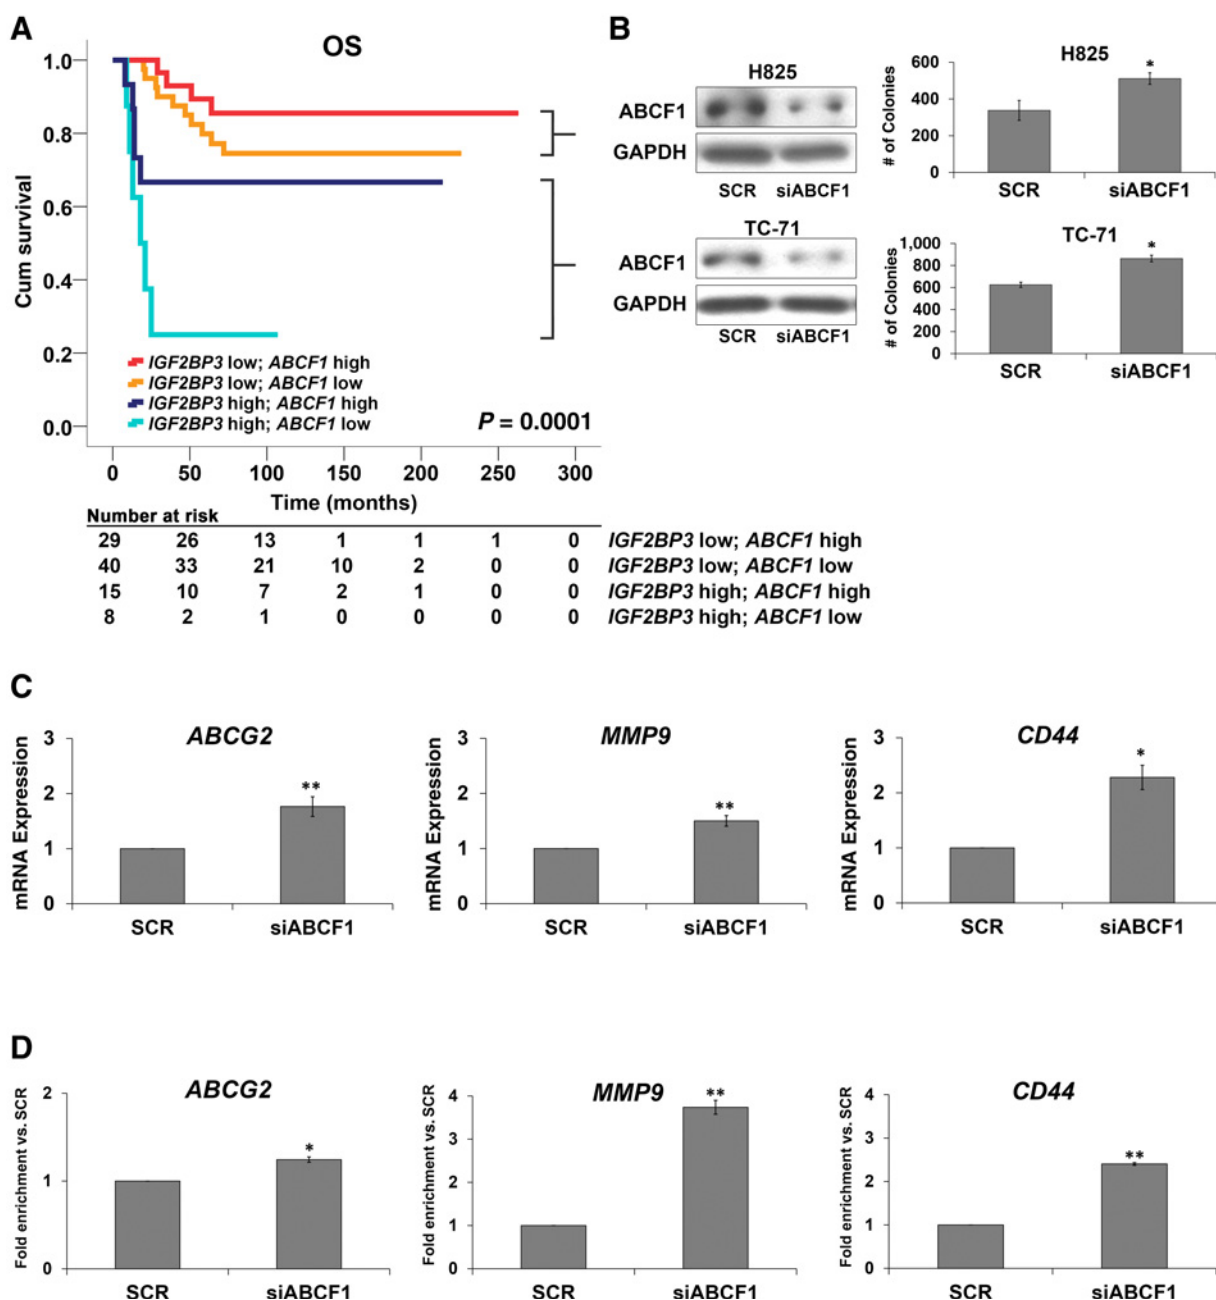 A
OS
1.0
0.8
0.6
0.4
0.2
0.0
Cum survival
IGF2BP3 low; ABCF1 high
IGF2BP3 low; ABCF1 low
IGF2BP3 high; ABCF1 high
IGF2BP3 high; ABCF1 low
P = 0.0001
0 50 100 150 200 250 300
Time (months)
Number at risk
29 26 13 1 1 1 0 IGF2BP3 low; ABCF1 high
40 33 21 10 2 0 0 IGF2BP3 low; ABCF1 low
15 10 7 2 1 0 0 IGF2BP3 high; ABCF1 high
8 2 1 0 0 0 0 IGF2BP3 high; ABCF1 low
B
H825
ABCF1
GAPDH
SCR siABCF1
H825
# of Colonies
600
400
200
0
*
SCR siABCF1
TC-71
ABCF1
GAPDH
SCR siABCF1
TC-71
# of Colonies
1,000
800
600
400
200
0
*
SCR siABCF1
C
ABCG2
mRNA Expression
3
2
1
0
**
SCR siABCF1
MMP9
mRNA Expression
3
2
1
0
**
SCR siABCF1
CD44
mRNA Expression
3
2
1
0
*
SCR siABCF1
D
ABCG2
Fold enrichment vs. SCR
2
1
0
*
SCR siABCF1
MMP9
Fold enrichment vs. SCR
4
3
2
1
0
**
SCR siABCF1
CD44
Fold enrichment vs. SCR
4
3
2
1
0
**
SCR siABCF1